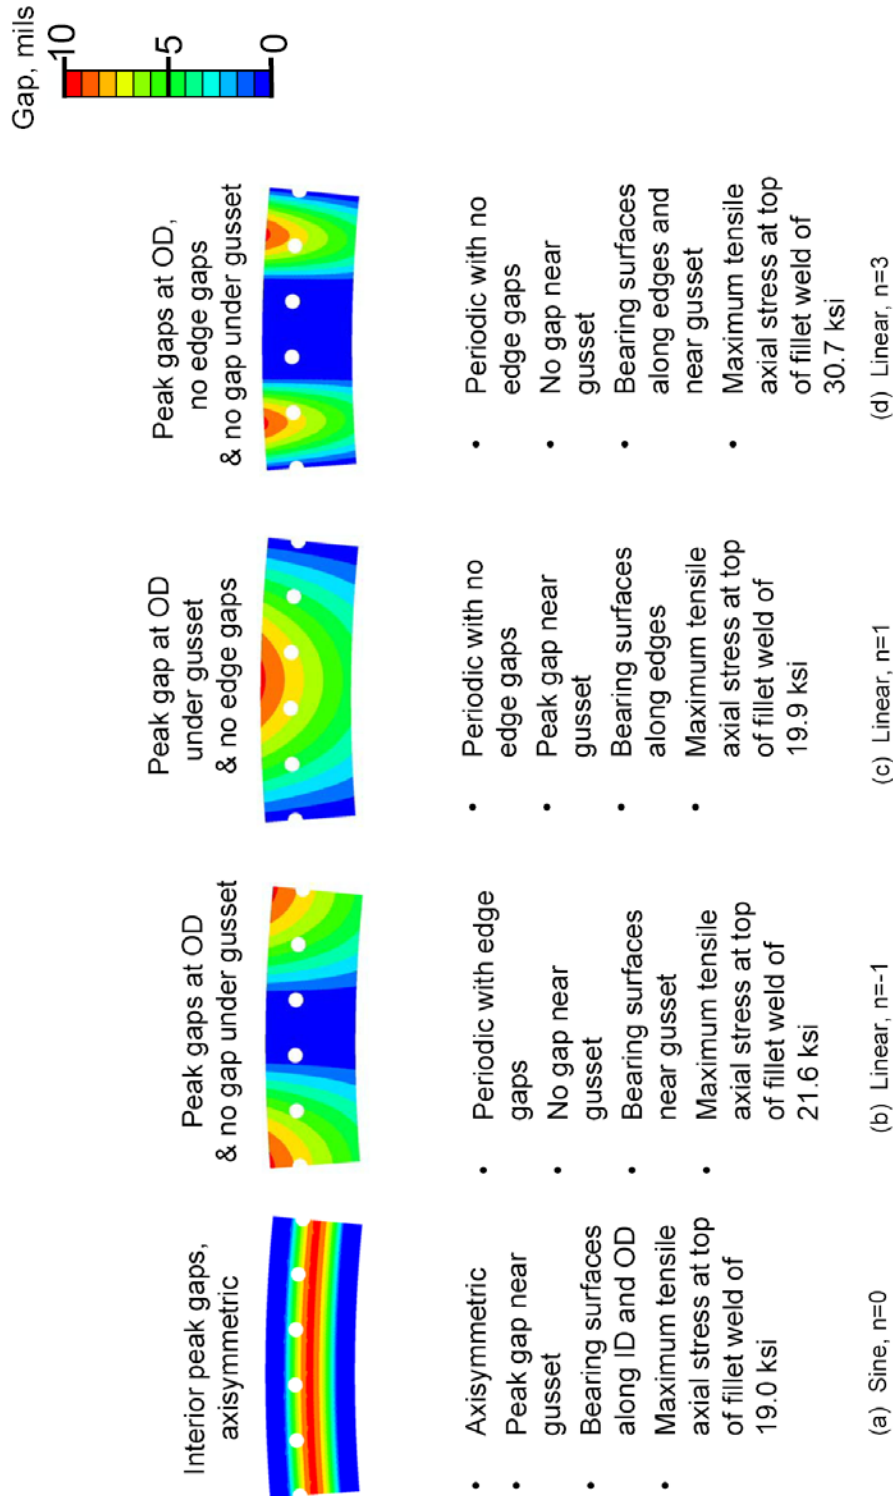 Gap, mils
10
5
0
Interior peak gaps,
axisymmetric
• Axisymmetric
• Peak gap near
gusset
• Bearing surfaces
along ID and OD
• Maximum tensile
axial stress at top
of fillet weld of
19.0 ksi
(a) Sine, n=0
Peak gaps at OD
& no gap under gusset
• Periodic with edge
gaps
• No gap near
gusset
• Bearing surfaces
near gusset
• Maximum tensile
axial stress at top
of fillet weld of
21.6 ksi
(b) Linear, n=-1
Peak gap at OD
under gusset
& no edge gaps
• Periodic with no
edge gaps
• Peak gap near
gusset
• Bearing surfaces
along edges
• Maximum tensile
axial stress at top
of fillet weld of
19.9 ksi
(c) Linear, n=1
Peak gaps at OD,
no edge gaps
& no gap under gusset
• Periodic with no
edge gaps
• No gap near
gusset
• Bearing surfaces
along edges and
near gusset
• Maximum tensile
axial stress at top
of fillet weld of
30.7 ksi
(d) Linear, n=3